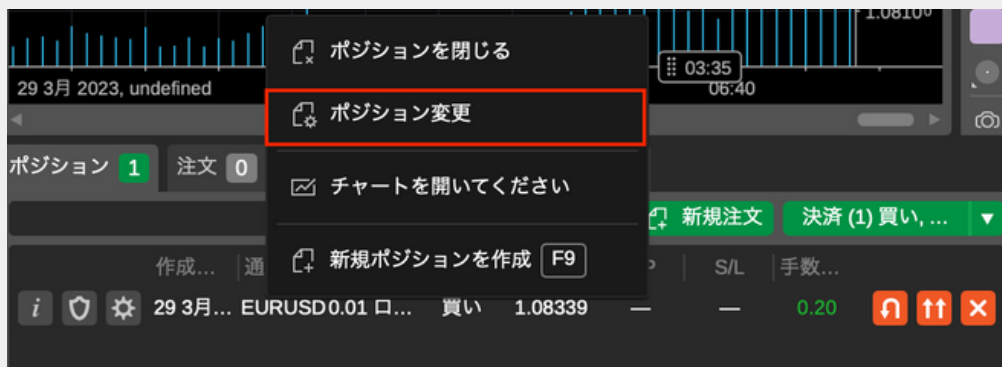 1.08100
ポジションを閉じる
03:35
29 3月 2023, undefined
06:40
ポジション変更
ポジション 1 注文 0
チャートを開いてください
新規注文 決済 (1) 買い, ...
新規ポジションを作成 F9
作成... 通 S/L 手数...
i 29 3月... EURUSD 0.01 ロ... 買い 1.08339 — — 0.20